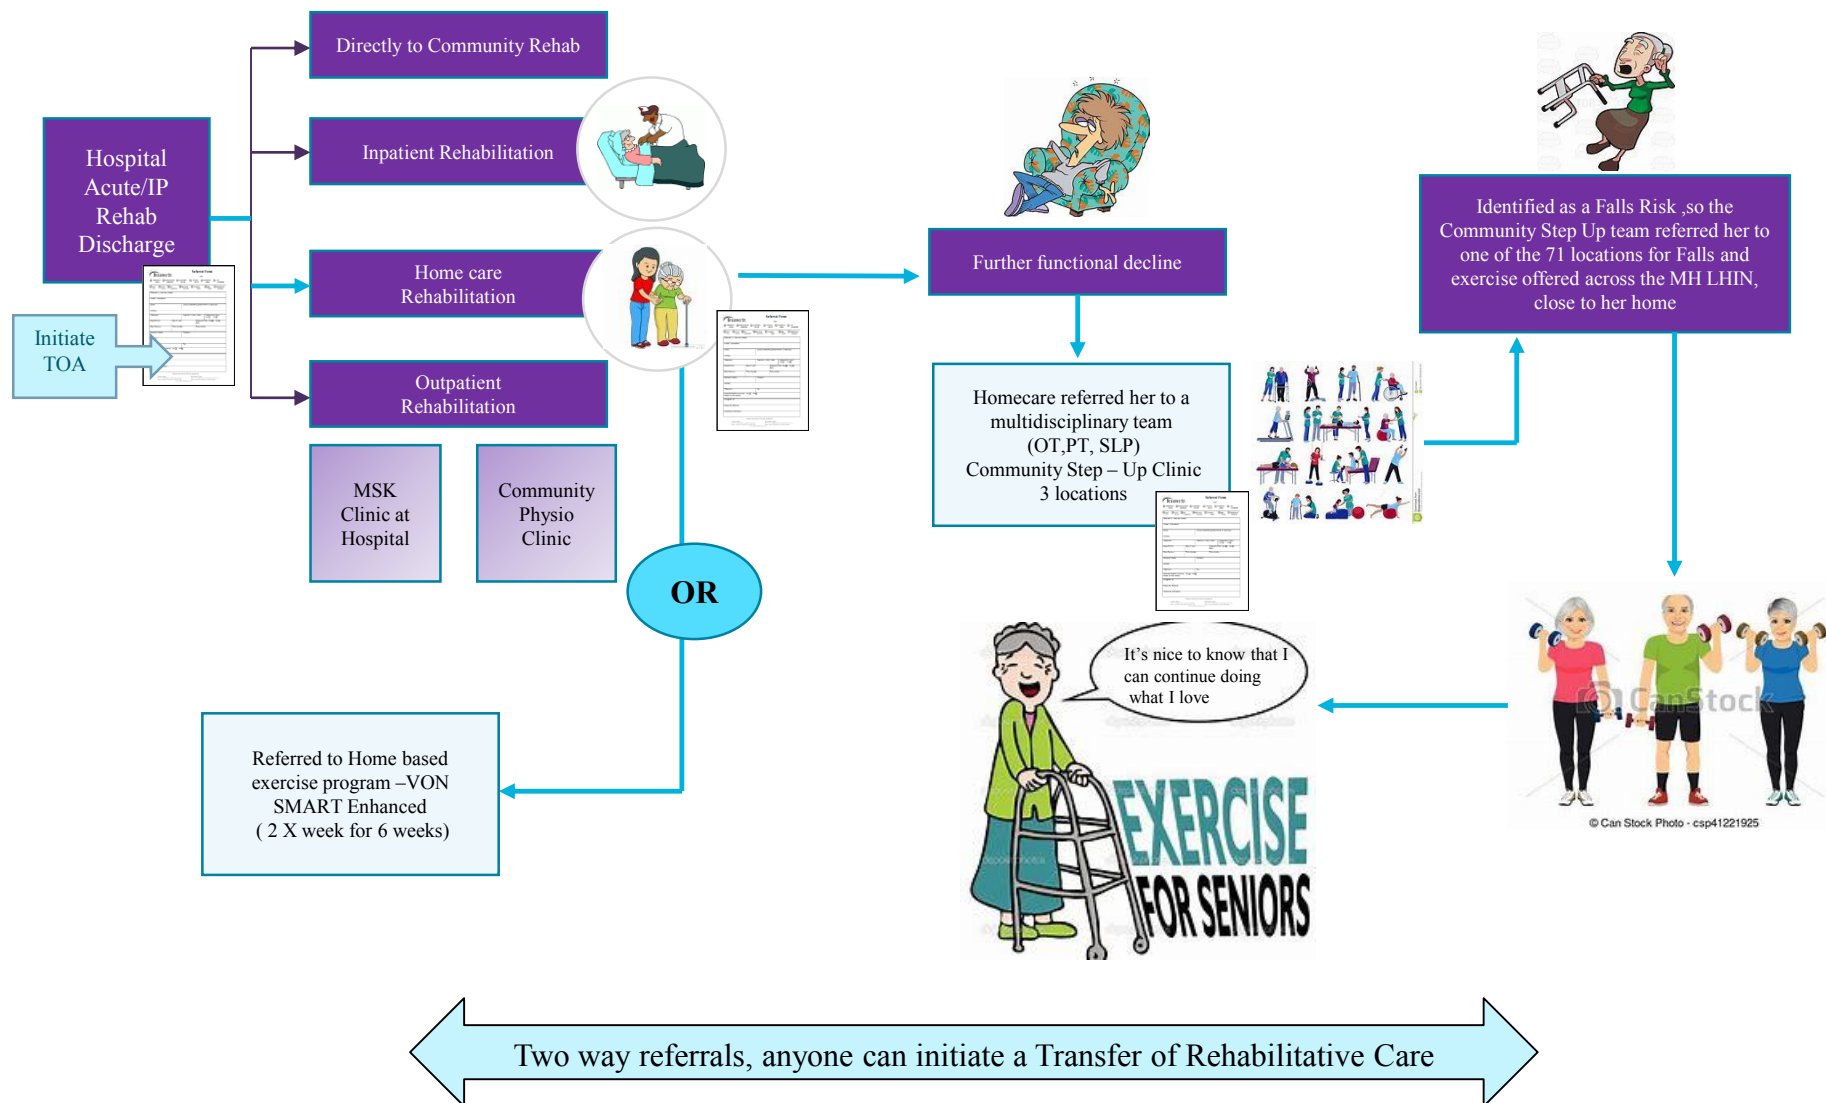 Directly to Community Rehab
Hospital
Acute/IP
Rehab
Discharge
Inpatient Rehabilitation
Home care
Rehabilitation
Initiate
TOA
Outpatient
Rehabilitation
MSK
Clinic at
Hospital
Community
Physio
Clinic
OR
Referred to Home based
exercise program –VON
SMART Enhanced
( 2 X week for 6 weeks)
Further functional decline
Homecare referred her to a
multidisciplinary team
(OT,PT, SLP)
Community Step – Up Clinic
3 locations
Identified as a Falls Risk ,so the
Community Step Up team referred her to
one of the 71 locations for Falls and
exercise offered across the MH LHIN,
close to her home
CanStock
© Can Stock Photo - csp41221925
It's nice to know that I
can continue doing
what I love
EXERCISE
FOR SENIORS
Two way referrals, anyone can initiate a Transfer of Rehabilitative Care